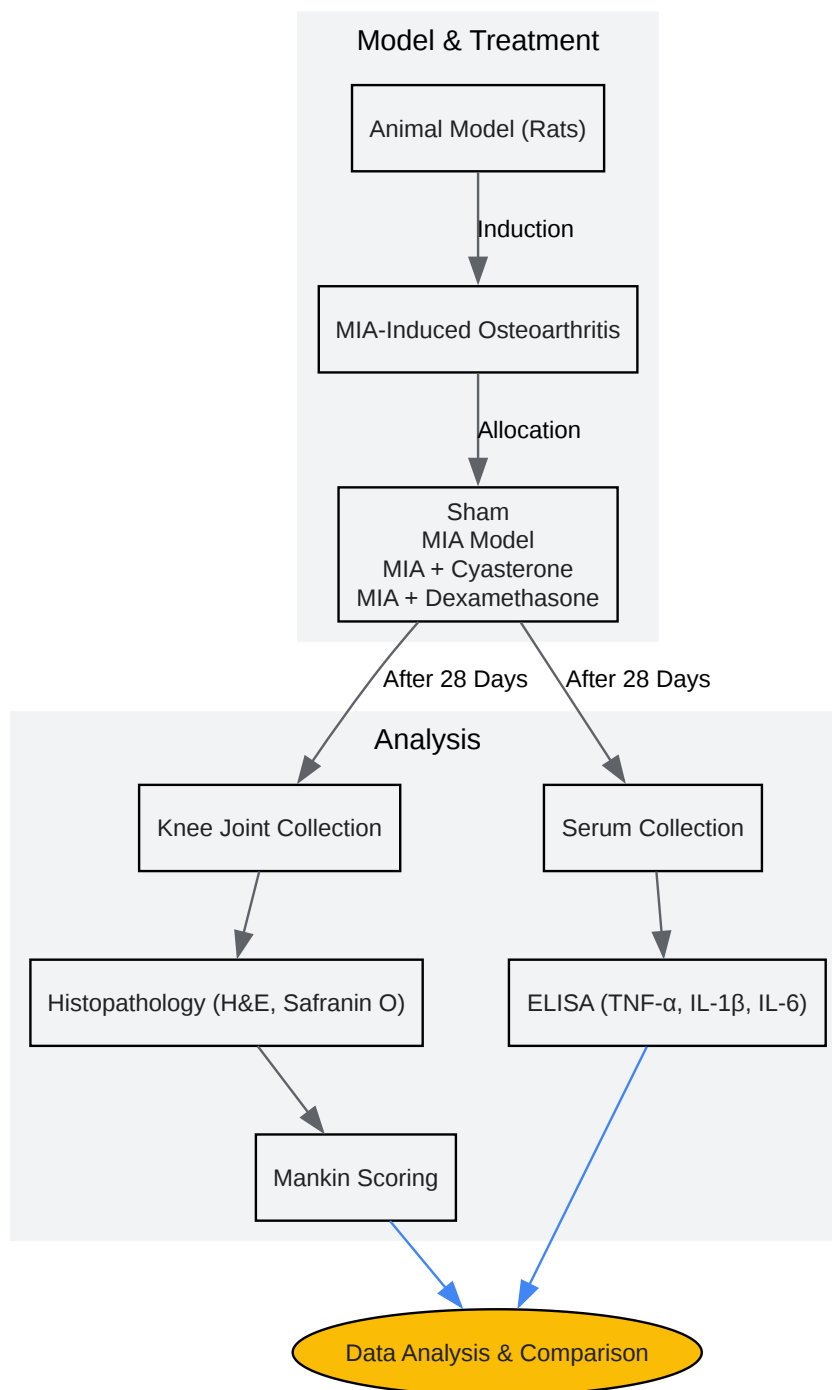 Model & Treatment
Animal Model (Rats)
Induction
MIA-Induced Osteoarthritis
Allocation
Sham
MIA Model
MIA + Cyasterone
MIA + Dexamethasone
After 28 Days
After 28 Days
Analysis
Knee Joint Collection
Serum Collection
Histopathology (H&E, Safranin O)
ELISA (TNF-α, IL-1β, IL-6)
Mankin Scoring
Data Analysis & Comparison